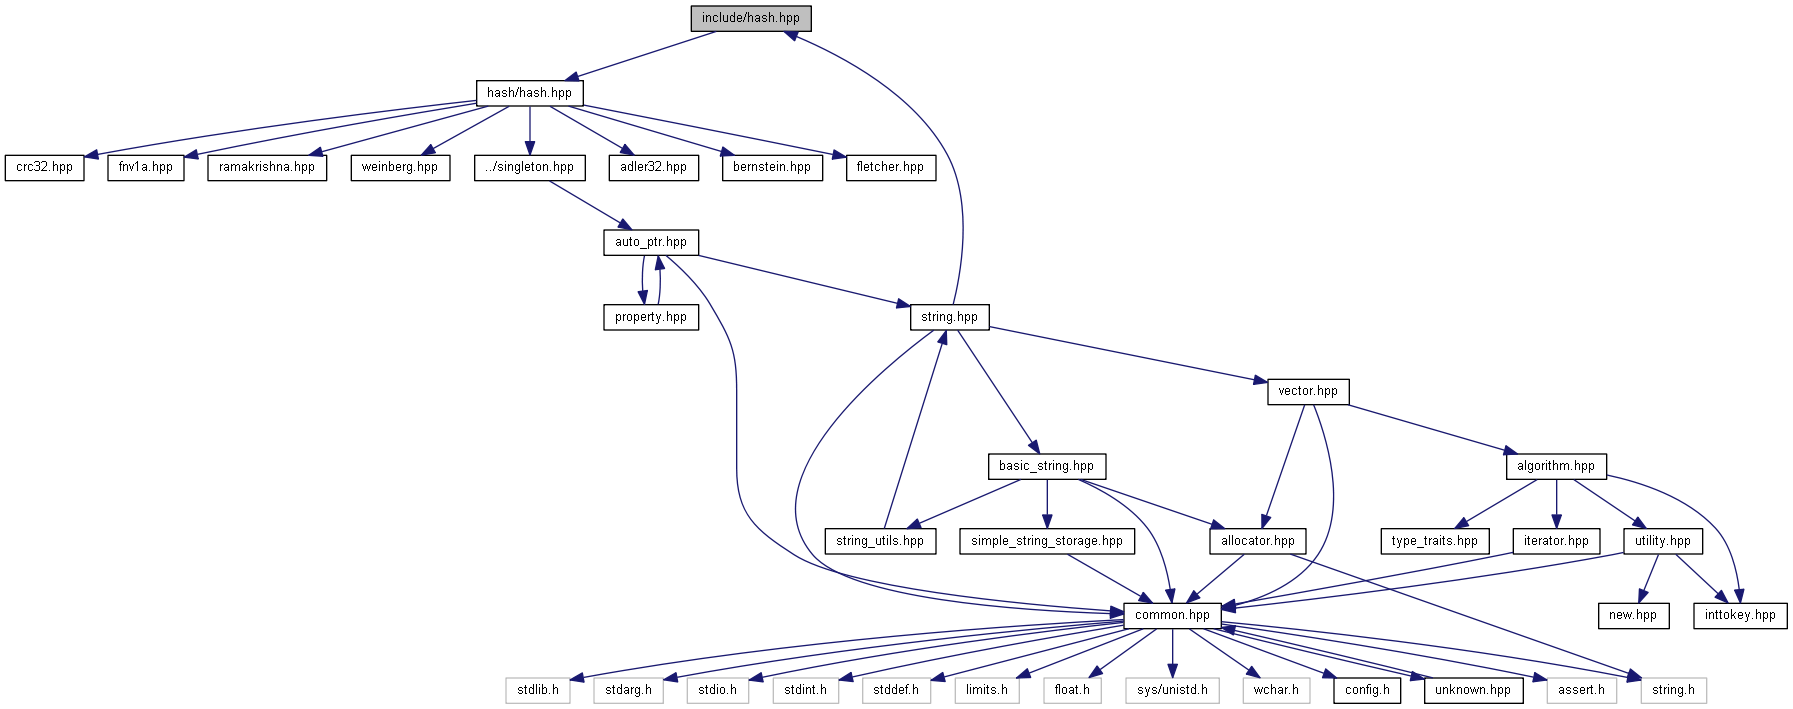 include/hash.hpp
hash/hash.hpp
crc32.hpp
fnv1a.hpp
ramakrishna.hpp
weinberg.hpp
../singleton.hpp
adler32.hpp
bernstein.hpp
fletcher.hpp
auto_ptr.hpp
property.hpp
string.hpp
vector.hpp
basic_string.hpp
algorithm.hpp
string_utils.hpp
simple_string_storage.hpp
allocator.hpp
type_traits.hpp
iterator.hpp
utility.hpp
common.hpp
new.hpp
inttokey.hpp
stdlib.h
stdarg.h
stdio.h
stdint.h
stddef.h
limits.h
float.h
sys/unistd.h
wchar.h
config.h
unknown.hpp
assert.h
string.h